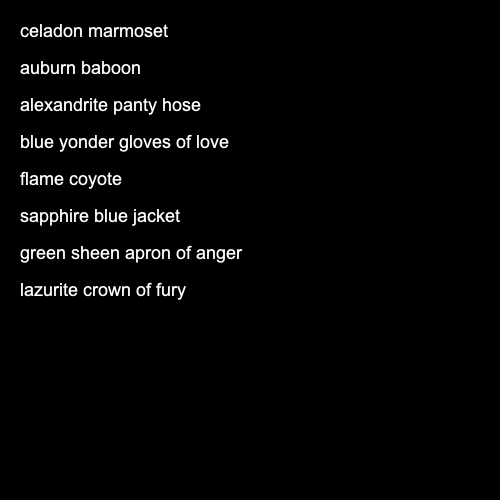 celadon marmoset
auburn baboon
alexandrite panty hose
blue yonder gloves of love
flame coyote
sapphire blue jacket
green sheen apron of anger
lazurite crown of fury